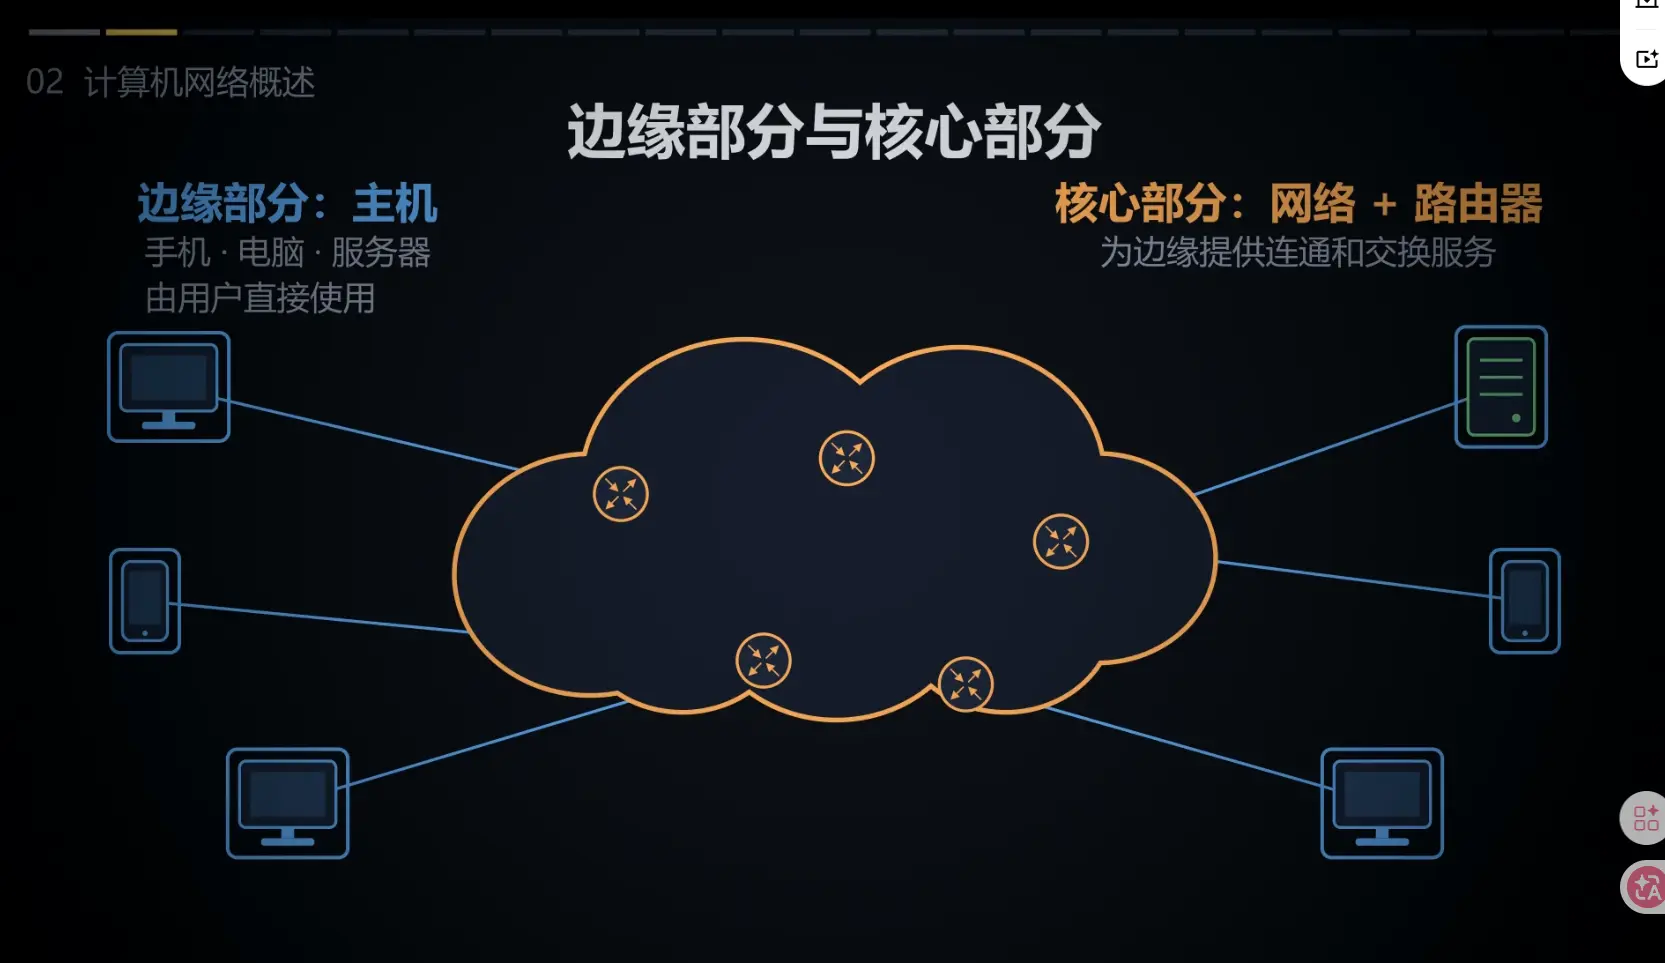 02 计算机网络概述
边缘部分与核心部分
边缘部分：主机
手机 · 电脑 · 服务器
由用户直接使用
核心部分：网络 + 路由器
为边缘提供连通和交换服务